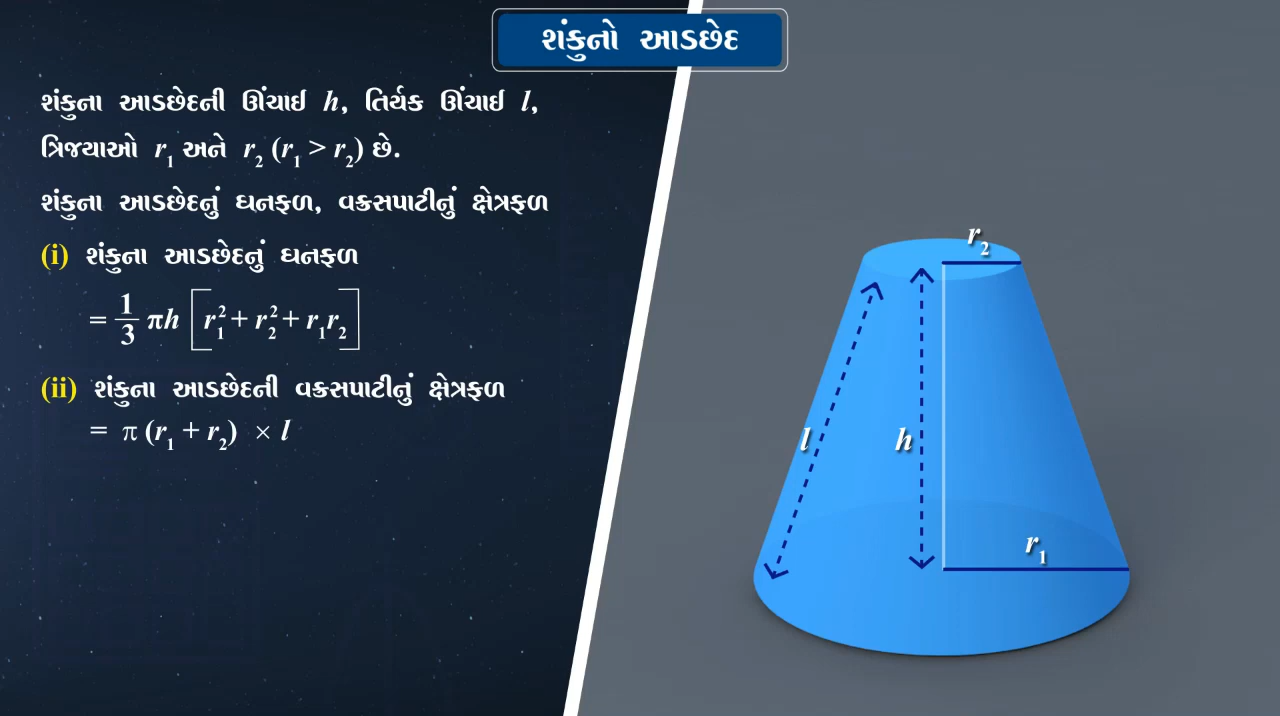 શંકુનો આડછેદ
શંકુના આડછેદની ઊંચાઈ h, તિર્યક ઊંચાઈ l,
ત્રિજ્યાઓ r₁ અને r₂ (r₁ > r₂) છે.
શંકુના આડછેદનું ઘનફળ, વક્રસપાટીનું ક્ષેત્રફળ
(i) શંકુના આડછેદનું ઘનફળ
= 1/3 πh [r₁² + r₂² + r₁r₂]
(ii) શંકુના આડછેદની વક્રસપાટીનું ક્ષેત્રફળ
= π (r₁ + r₂) × l
r₂
l
h
r₁